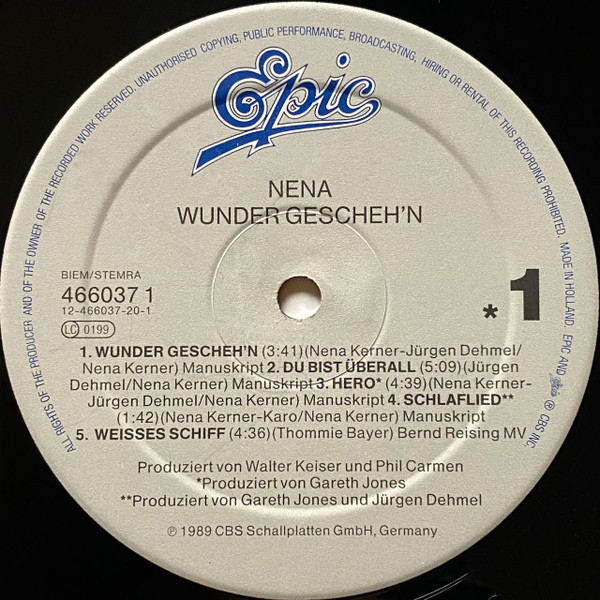 ALL RIGHTS OF THE PRODUCER AND OF THE OWNER OF THE RECORDED WORK RESERVED. UNAUTHORISED COPYING, PUBLIC PERFORMANCE, BROADCASTING, HIRING OR RENTAL OF THIS RECORDING PROHIBITED. MADE IN HOLLAND. EPIC AND Epic ® CBS INC.
Epic
NENA
WUNDER GESCHEH'N
BIEM/STEMRA
466037 1
12-466037-20-1
LC 0199
*1
1. WUNDER GESCHEH'N (3:41) (Nena Kerner-Jürgen Dehmel/
Nena Kerner) Manuskript 2. DU BIST ÜBERALL (5:09) (Jürgen
Dehmel/Nena Kerner) Manuskript 3. HERO* (4:39) (Nena Kerner-
Jürgen Dehmel/Nena Kerner) Manuskript 4. SCHLAFLIED**
(1:42) (Nena Kerner-Karo/Nena Kerner) Manuskript
5. WEISSES SCHIFF (4:36) (Thommie Bayer) Bernd Reising MV
Produziert von Walter Keiser und Phil Carmen
*Produziert von Gareth Jones
**Produziert von Gareth Jones und Jürgen Dehmel
℗ 1989 CBS Schallplatten GmbH, Germany